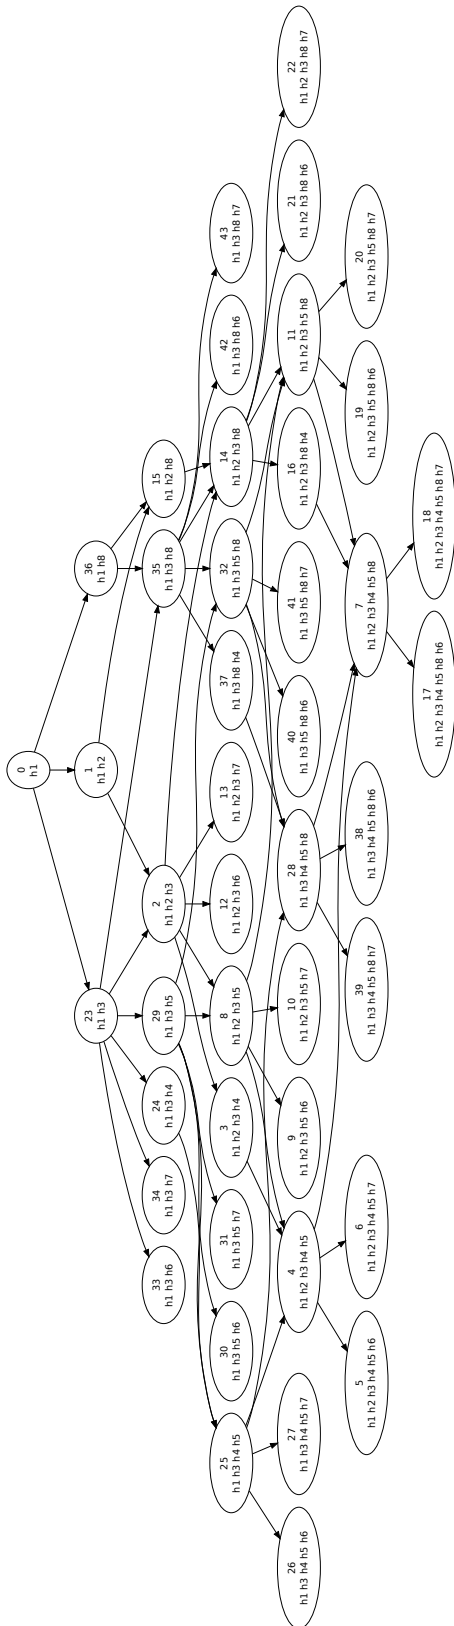 22
h1 h2 h3 h8 h7
21
h1 h2 h3 h8 h6
43
h1 h3 h8 h7
20
h1 h2 h3 h5 h8 h7
11
h1 h2 h3 h5 h8
42
h1 h3 h8 h6
19
h1 h2 h3 h5 h8 h6
14
h1 h2 h3 h8
16
h1 h2 h3 h8 h4
15
h1 h2 h8
18
h1 h2 h3 h4 h5 h8 h7
36
h1 h8
35
h1 h3 h8
32
h1 h3 h5 h8
41
h1 h3 h5 h8 h7
7
h1 h2 h3 h4 h5 h8
37
h1 h3 h8 h4
17
h1 h2 h3 h4 h5 h8 h6
40
h1 h3 h5 h8 h6
0
h1
1
h1 h2
13
h1 h2 h3 h7
38
h1 h3 h4 h5 h8 h6
28
h1 h3 h4 h5 h8
2
h1 h2 h3
12
h1 h2 h3 h6
39
h1 h3 h4 h5 h8 h7
10
h1 h2 h3 h5 h7
23
h1 h3
29
h1 h3 h5
8
h1 h2 h3 h5
24
h1 h3 h4
3
h1 h2 h3 h4
9
h1 h2 h3 h5 h6
34
h1 h3 h7
6
h1 h2 h3 h4 h5 h7
31
h1 h3 h5 h7
4
h1 h2 h3 h4 h5
33
h1 h3 h6
30
h1 h3 h5 h6
5
h1 h2 h3 h4 h5 h6
27
h1 h3 h4 h5 h7
25
h1 h3 h4 h5
26
h1 h3 h4 h5 h6